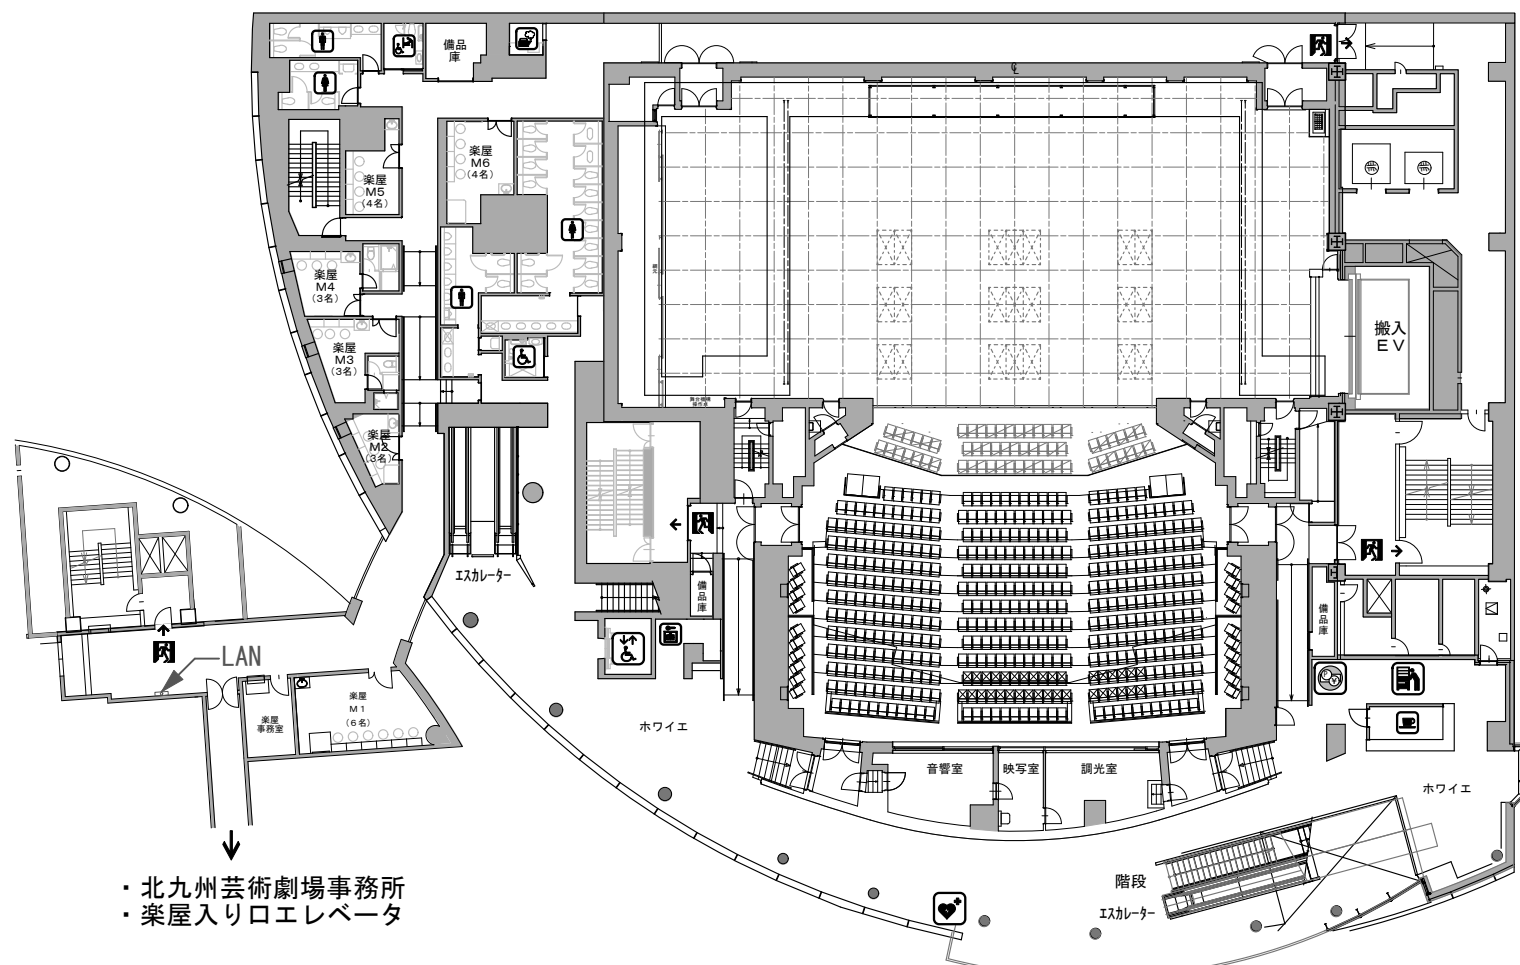 備品
庫
楽屋
M6
(4名)
楽屋
M5
(4名)
楽屋
M4
(3名)
楽屋
M3
(3名)
楽屋
M2
(3名)
搬入
EV
エスカレーター
備品庫
備品庫
LAN
楽屋
M1
(6名)
楽屋
事務室
ホワイエ
音響室
映写室
調光室
ホワイエ
階段
エスカレーター
・北九州芸術劇場事務所
・楽屋入り口エレベータ